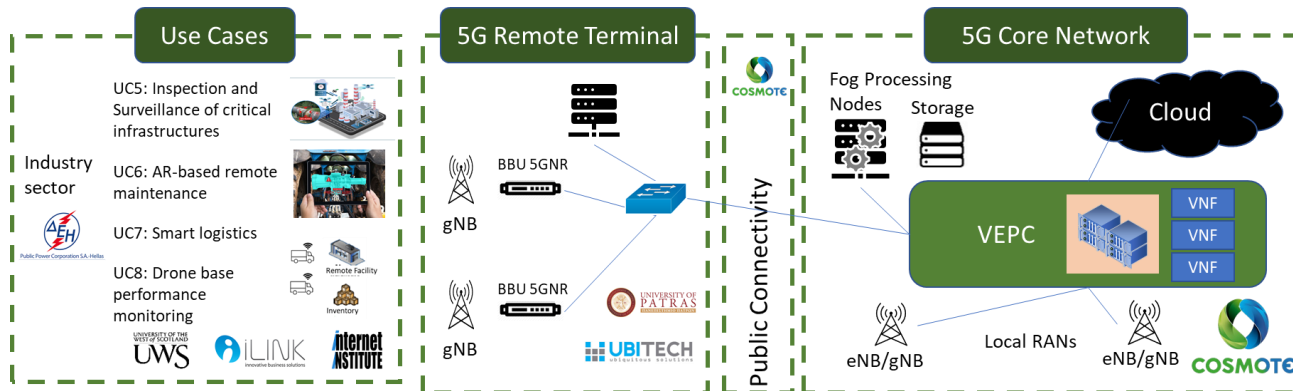 Use Cases
UC5: Inspection and
Surveillance of critical
infrastructures
Industry
sector
UC6: AR-based remote
maintenance
ΔΕΗ
Public Power Corporation S.A.-Hellas
UC7: Smart logistics
Remote Facility
UC8: Drone base
performance
monitoring
Inventory
UNIVERSITY OF THE
WEST of SCOTLAND
UWS
iLINK
innovative business solutions
internet
INSTITUTE
5G Remote Terminal
BBU 5GNR
gNB
BBU 5GNR
gNB
UNIVERSITY OF
PATRAS
UBITECH
ubiquitous solutions
COSMOTE
Public Connectivity
5G Core Network
Fog Processing
Nodes
Storage
Cloud
VEPC
VNF
VNF
VNF
eNB/gNB
Local RANs
eNB/gNB
COSMOTE